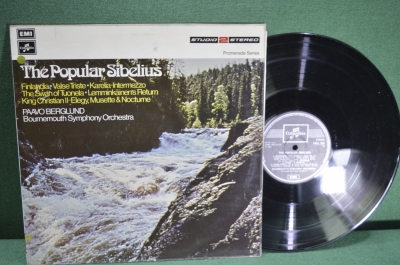 EMI
STUDIO 2 STEREO
Promenade Series
The Popular Sibelius
Finlandia · Valse Triste · Karelia-Intermezzo
The Swan of Tuonela · Lemminkäinen's Return
King Christian II-Elegy, Musette & Nocturne
PAAVO BERGLUND
Bournemouth Symphony Orchestra